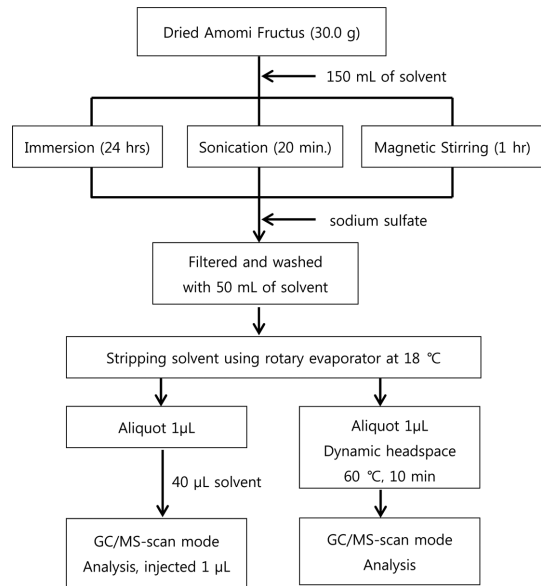 Dried Amomi Fructus (30.0 g)
150 mL of solvent
Immersion (24 hrs)
Sonication (20 min.)
Magnetic Stirring (1 hr)
sodium sulfate
Filtered and washed
with 50 mL of solvent
Stripping solvent using rotary evaporator at 18 ℃
Aliquot 1μL
Aliquot 1μL
Dynamic headspace
60 ℃, 10 min
40 μL solvent
GC/MS-scan mode
Analysis, injected 1 μL
GC/MS-scan mode
Analysis